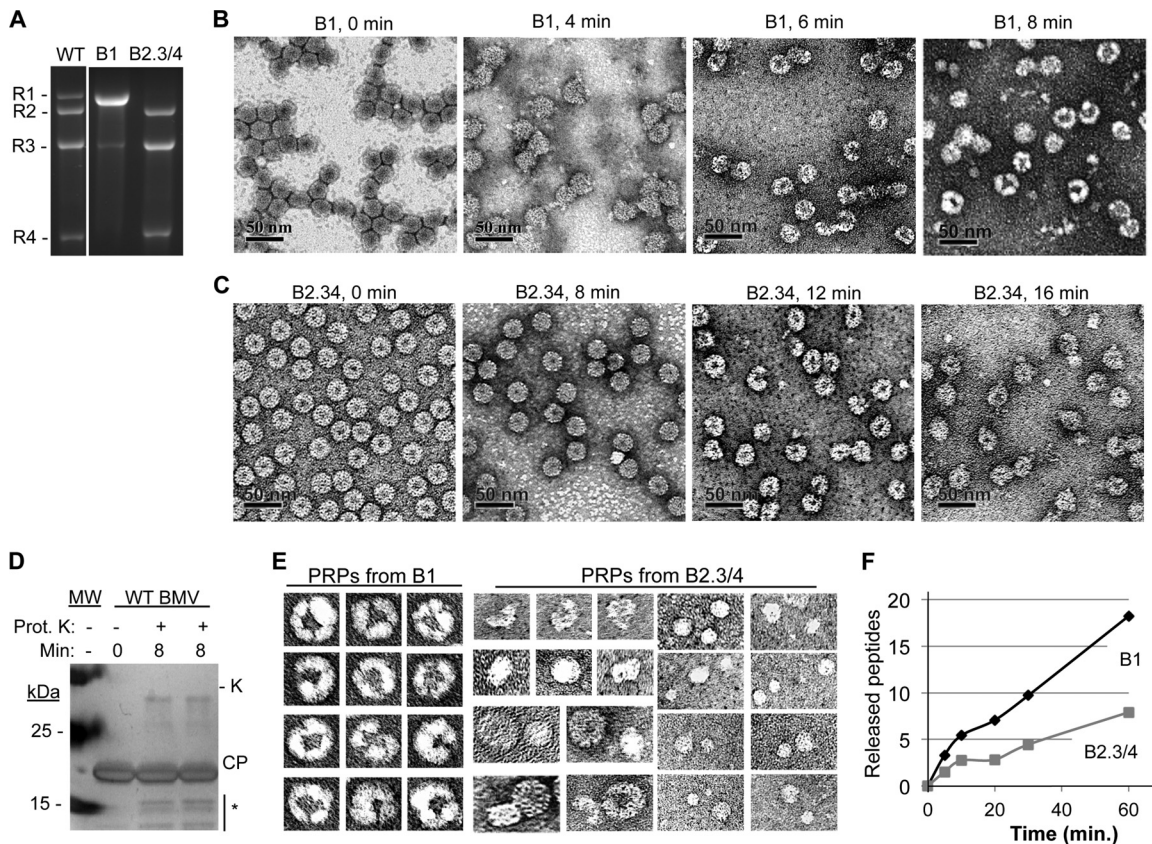 A
WT B1 B2.3/4
R1 -
R2 -
R3 -
R4 -
B
B1, 0 min
B1, 4 min
B1, 6 min
B1, 8 min
50 nm
50 nm
50 nm
50 nm
C
B2.34, 0 min
B2.34, 8 min
B2.34, 12 min
B2.34, 16 min
50 nm
50 nm
50 nm
50 nm
D
MW WT BMV
Prot. K: - - + +
Min: - 0 8 8
kDa
- K
25 -
CP
15 -
*
E
PRPs from B1
PRPs from B2.3/4
F
Released peptides
20
15
10
5
0
B1
B2.3/4
0 20 40 60
Time (min.)